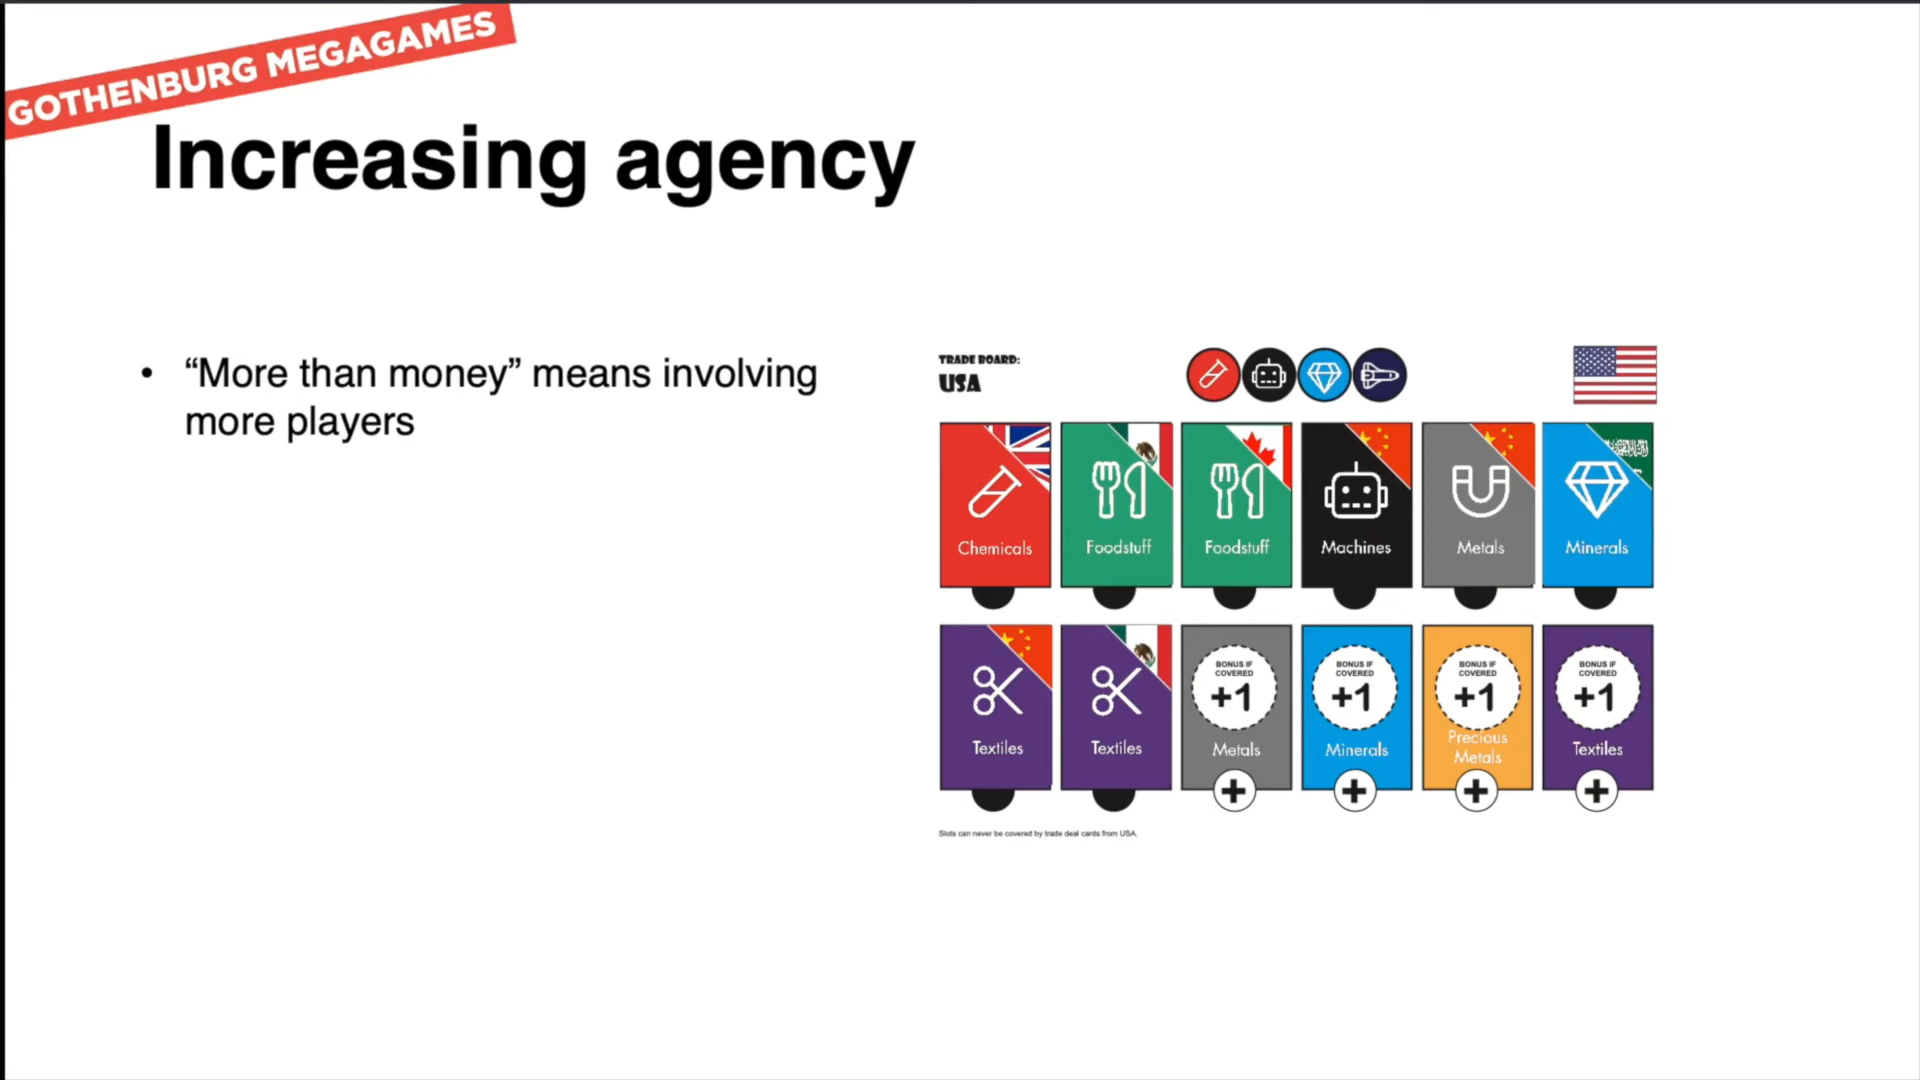 GOTHENBURG MEGAGAMES
Increasing agency
• “More than money” means involving
more players
TRADE BOARD:
USA
Chemicals
Foodstuff
Foodstuff
Machines
Metals
Minerals
Textiles
Textiles
BONUS IF
COVERED
+1
Metals
BONUS IF
COVERED
+1
Minerals
BONUS IF
COVERED
+1
Precious
Metals
BONUS IF
COVERED
+1
Textiles
Slots can never be covered by trade deal cards from USA.